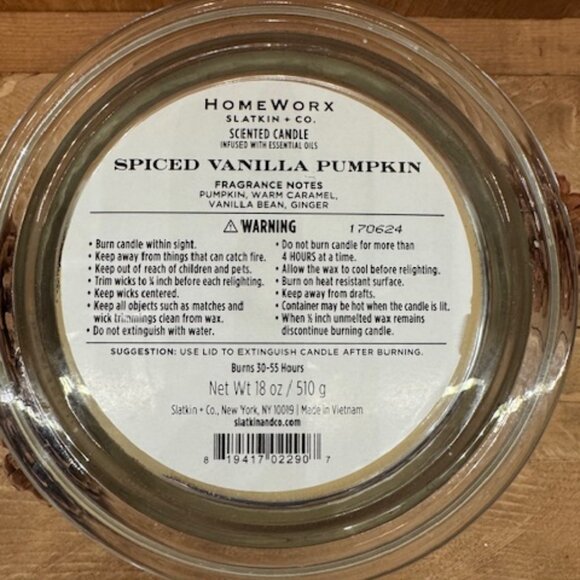 HOMEWORX
SLATKIN + CO.
SCENTED CANDLE
INFUSED WITH ESSENTIAL OILS
SPICED VANILLA PUMPKIN
FRAGRANCE NOTES
PUMPKIN, WARM CARAMEL,
VANILLA BEAN, GINGER
⚠ WARNING
170624
• Burn candle within sight.
• Keep away from things that can catch fire.
• Keep out of reach of children and pets.
• Trim wicks to ¼ inch before each relighting.
• Keep wicks centered.
• Keep all objects such as matches and
wick trimmings clean from wax.
• Do not extinguish with water.
• Do not burn candle for more than
4 HOURS at a time.
• Allow the wax to cool before relighting.
• Burn on heat resistant surface.
• Keep away from drafts.
• Container may be hot when the candle is lit.
• When ½ inch unmelted wax remains
discontinue burning candle.
SUGGESTION: USE LID TO EXTINGUISH CANDLE AFTER BURNING.
Burns 30-55 Hours
Net Wt 18 oz / 510 g
Slatkin + Co., New York, NY 10019 | Made in Vietnam
slatkinandco.com
8 19417 02290 7